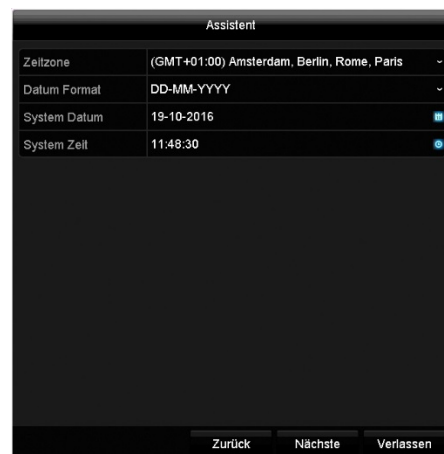 Assistent
Zeitzone (GMT+01:00) Amsterdam, Berlin, Rome, Paris
Datum Format DD-MM-YYYY
System Datum 19-10-2016
System Zeit 11:48:30
Zurück Nächste Verlassen